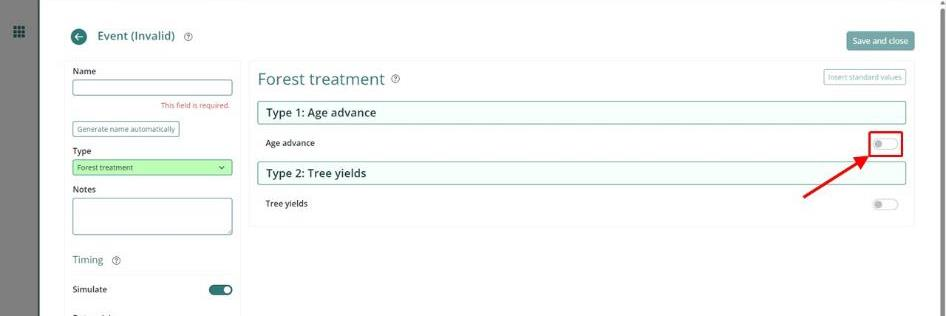 Event (Invalid)
Save and close
Name
This field is required.
Generate name automatically
Type
Forest treatment
Notes
Timing
Simulate
Forest treatment
Insert standard values
Type 1: Age advance
Age advance
Type 2: Tree yields
Tree yields